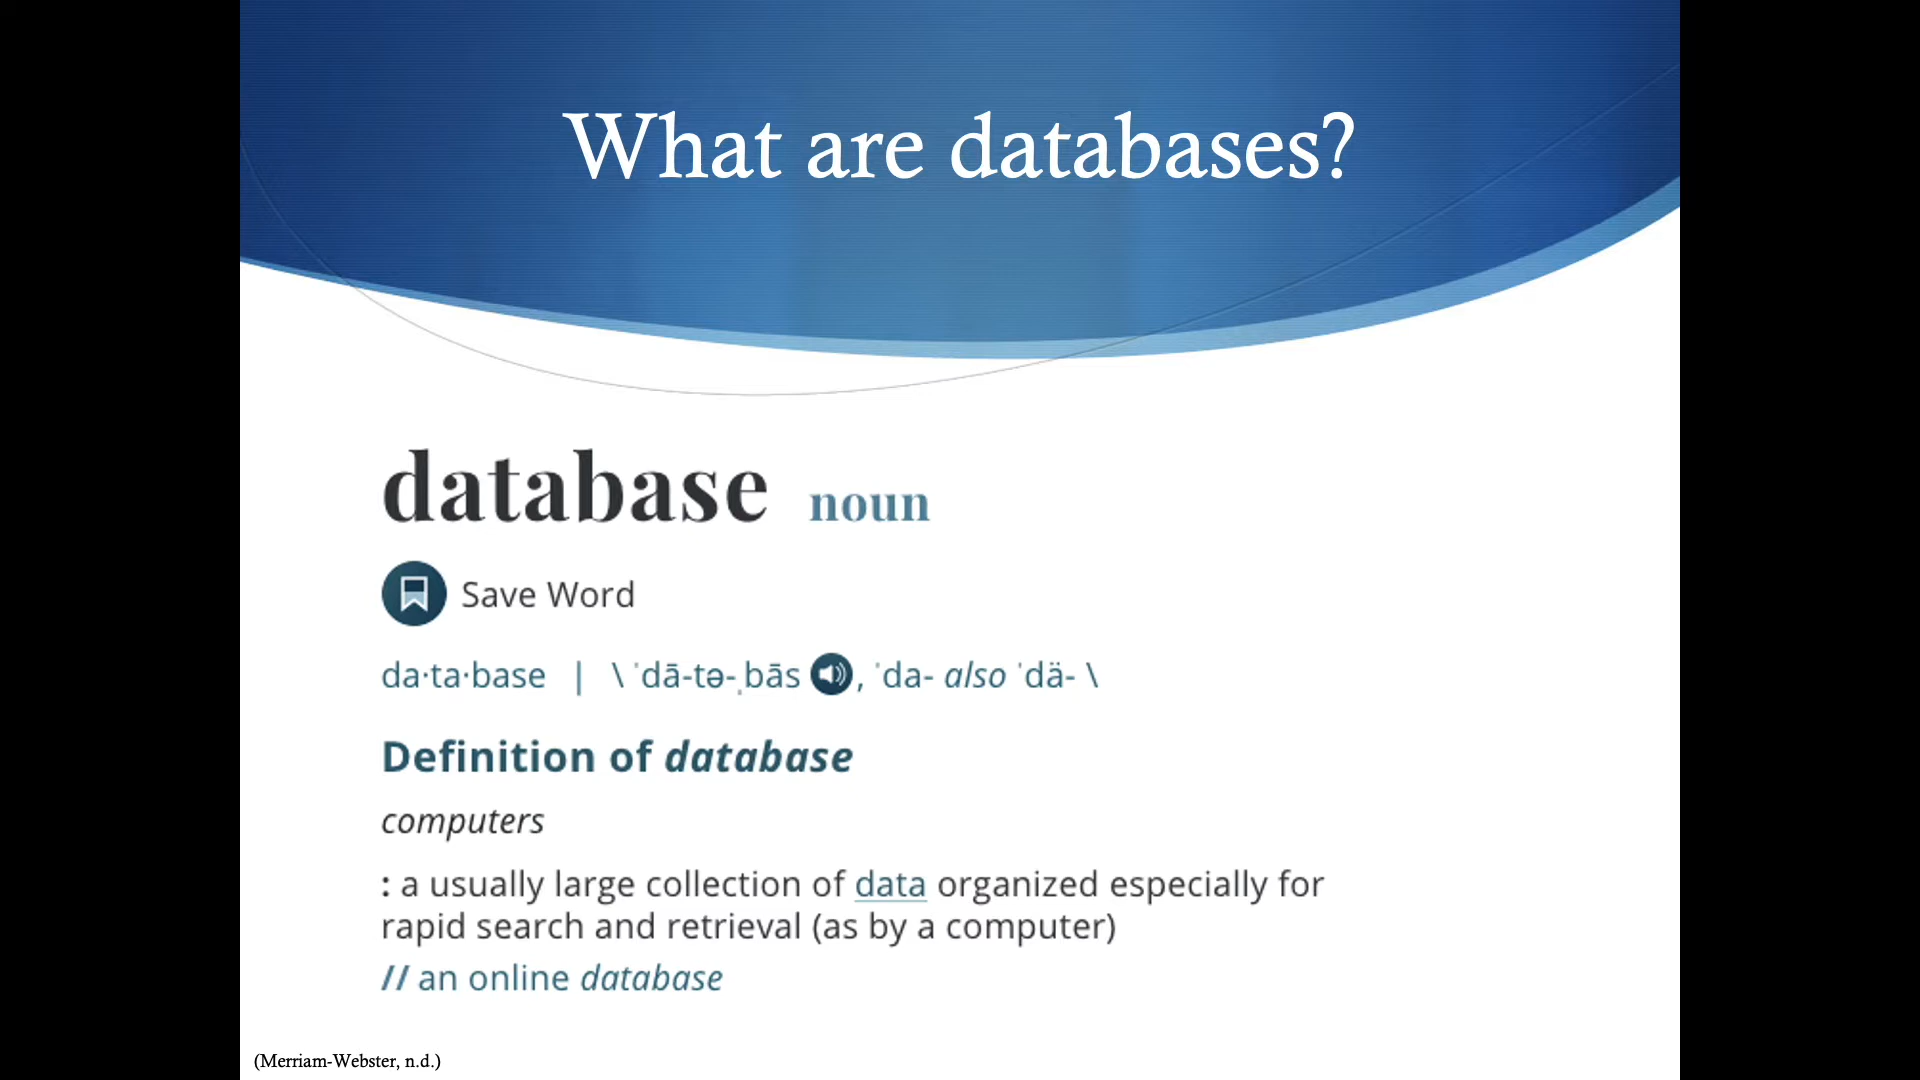 What are databases?
database noun
Save Word
da·ta·base | \ ˈdā-tə-ˌbās , ˈda- also ˈdä- \
Definition of database
computers
: a usually large collection of data organized especially for
rapid search and retrieval (as by a computer)
// an online database
(Merriam-Webster, n.d.)